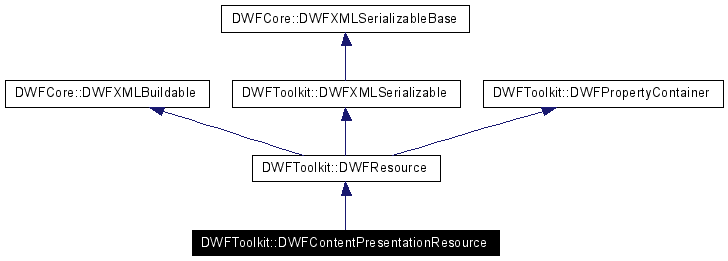 DWFCore::DWFXMLSerializableBase
DWFCore::DWFXMLBuildable
DWFToolkit::DWFXMLSerializable
DWFToolkit::DWFPropertyContainer
DWFToolkit::DWFResource
DWFToolkit::DWFContentPresentationResource